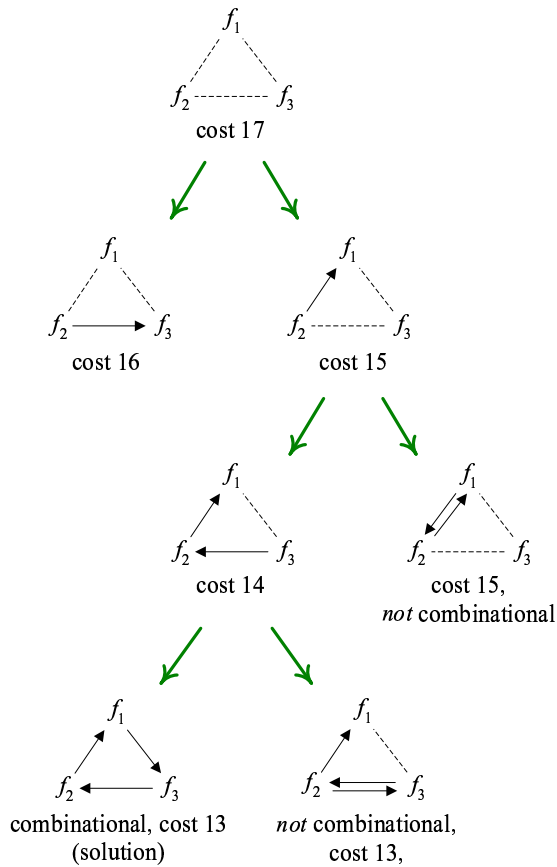 f1
f2 f3
cost 17
f1
f2 f3
cost 16
f1
f2 f3
cost 15
f1
f2 f3
cost 14
f1
f2 f3
cost 15,
not combinational
f1
f2 f3
combinational, cost 13
(solution)
f1
f2 f3
not combinational,
cost 13,